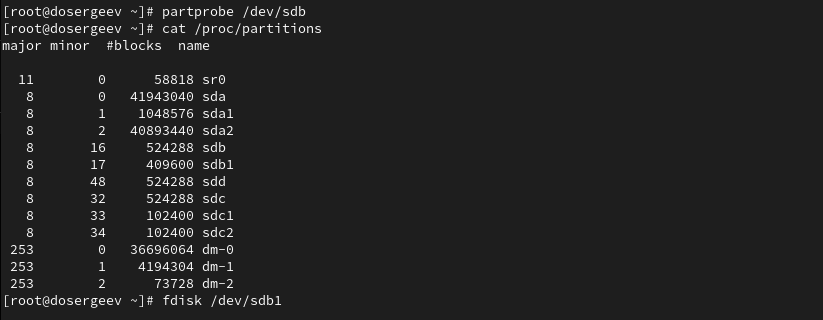 [root@dosergeev ~]# partprobe /dev/sdb
[root@dosergeev ~]# cat /proc/partitions
major minor  #blocks  name

  11        0      58818 sr0
   8        0   41943040 sda
   8        1    1048576 sda1
   8        2   40893440 sda2
   8       16     524288 sdb
   8       17     409600 sdb1
   8       48     524288 sdd
   8       32     524288 sdc
   8       33     102400 sdc1
   8       34     102400 sdc2
 253        0   36696064 dm-0
 253        1    4194304 dm-1
 253        2      73728 dm-2
[root@dosergeev ~]# fdisk /dev/sdb1